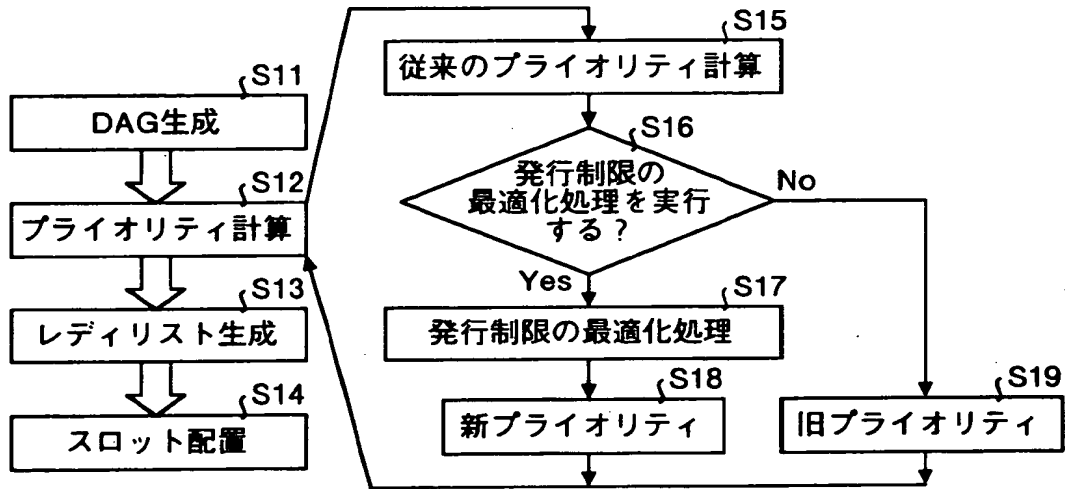 S11
DAG生成
S12
プライオリティ計算
S13
レディリスト生成
S14
スロット配置
S15
従来のプライオリティ計算
S16
発行制限の
最適化処理を実行
する?
No
Yes
S17
発行制限の最適化処理
S18
新プライオリティ
S19
旧プライオリティ